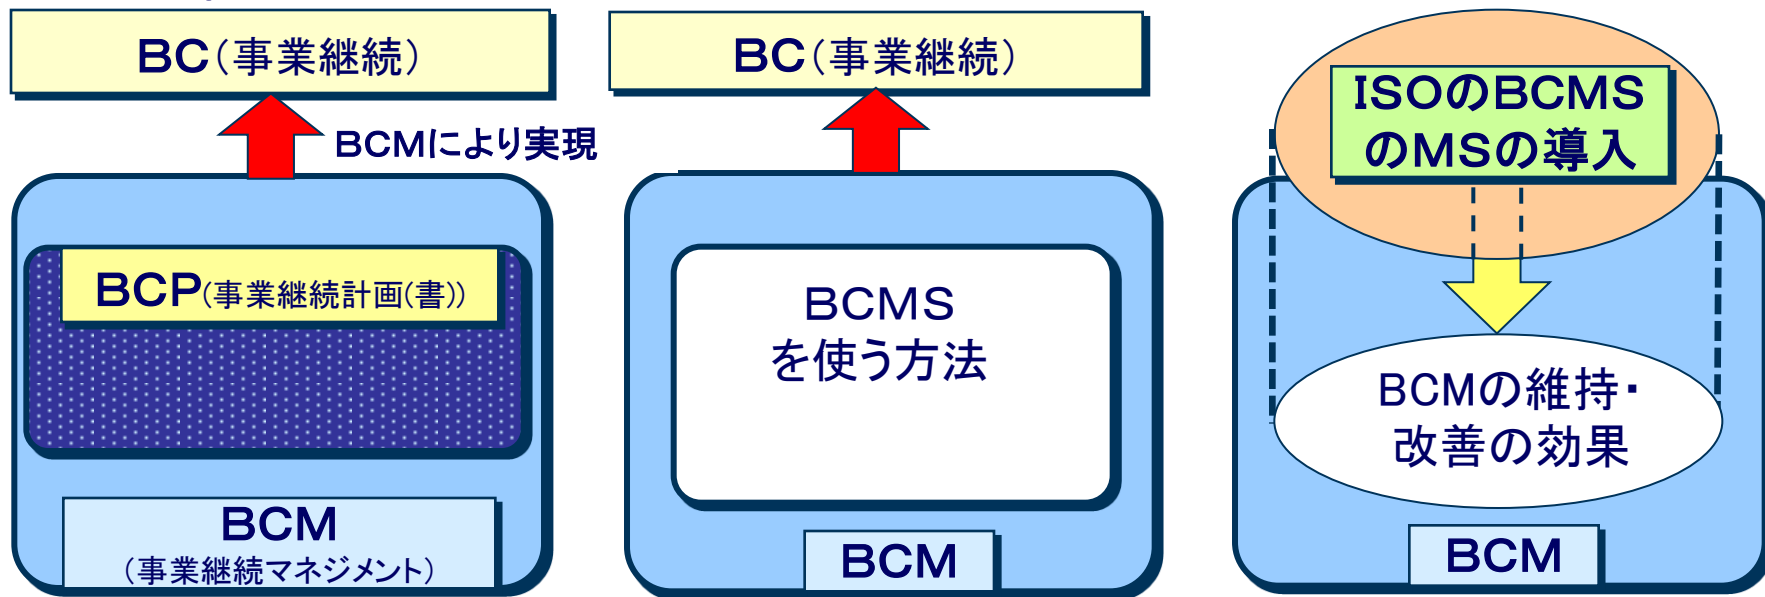 BC(事業継続)
BCMにより実現
BCP(事業継続計画(書))
BCM
(事業継続マネジメント)
BC(事業継続)
BCMS
を使う方法
BCM
ISOのBCMS
のMSの導入
BCMの維持・
改善の効果
BCM